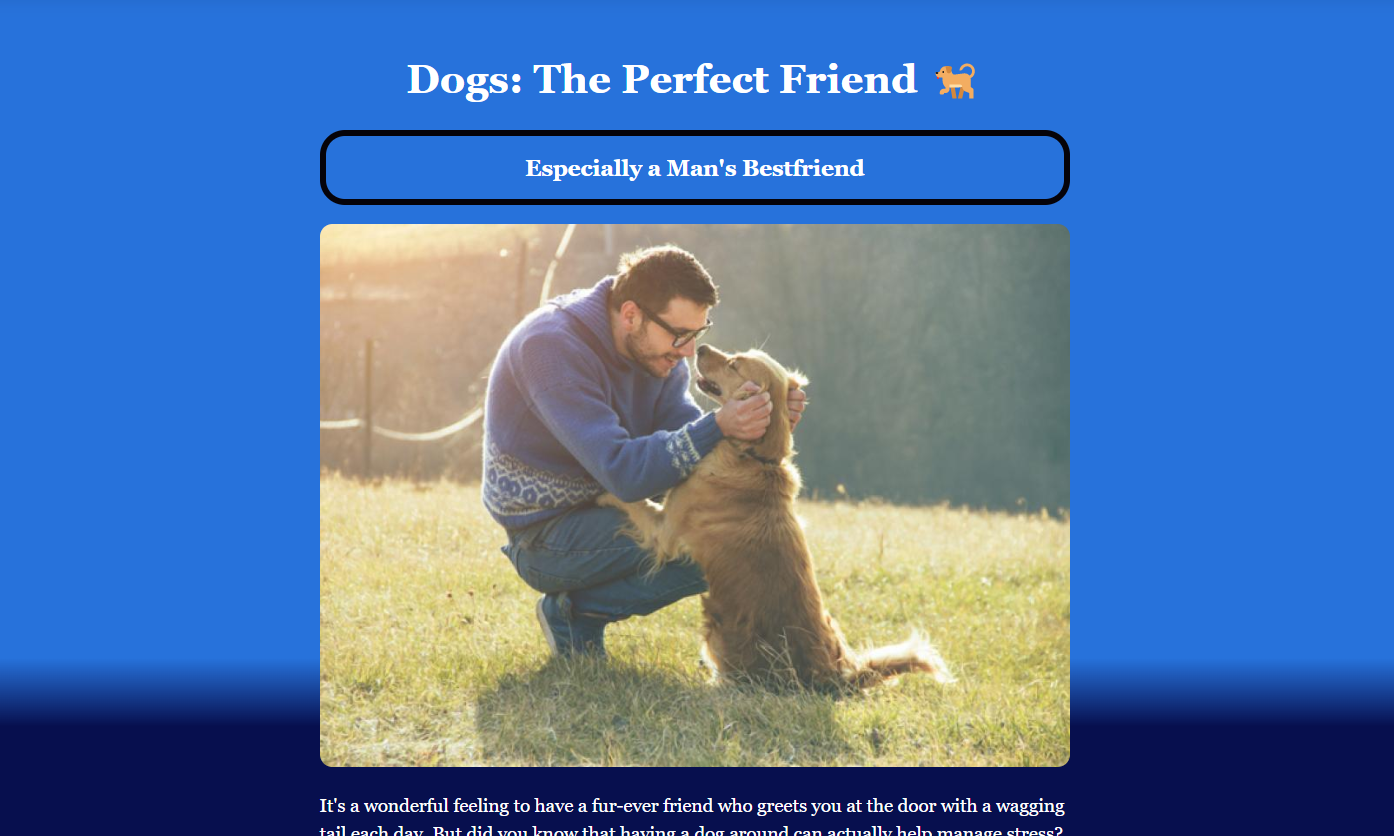 Dogs: The Perfect Friend 🐕
Especially a Man's Bestfriend
It's a wonderful feeling to have a fur-ever friend who greets you at the door with a wagging
tail each day. But did you know that having a dog around can actually help manage stress?